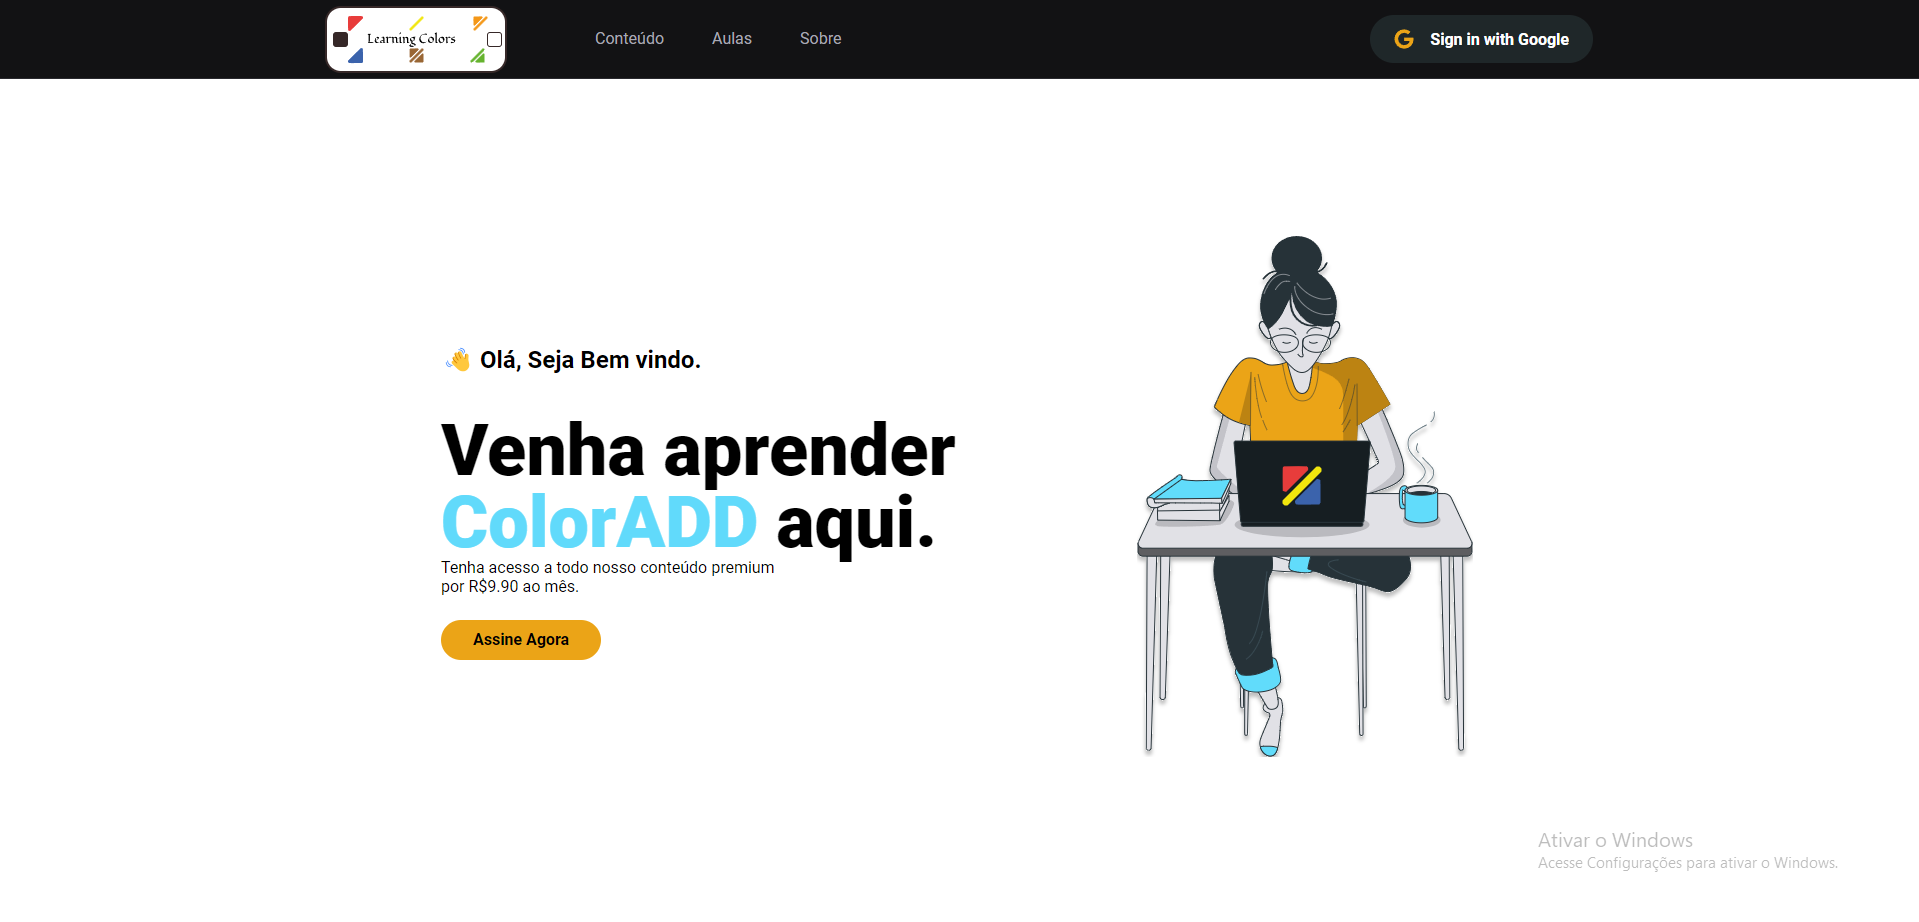 Learning Colors
Conteúdo
Aulas
Sobre
Sign in with Google
Olá, Seja Bem vindo.
Venha aprender
ColorADD aqui.
Tenha acesso a todo nosso conteúdo premium
por R$9.90 ao mês.
Assine Agora
Ativar o Windows
Acesse Configurações para ativar o Windows.